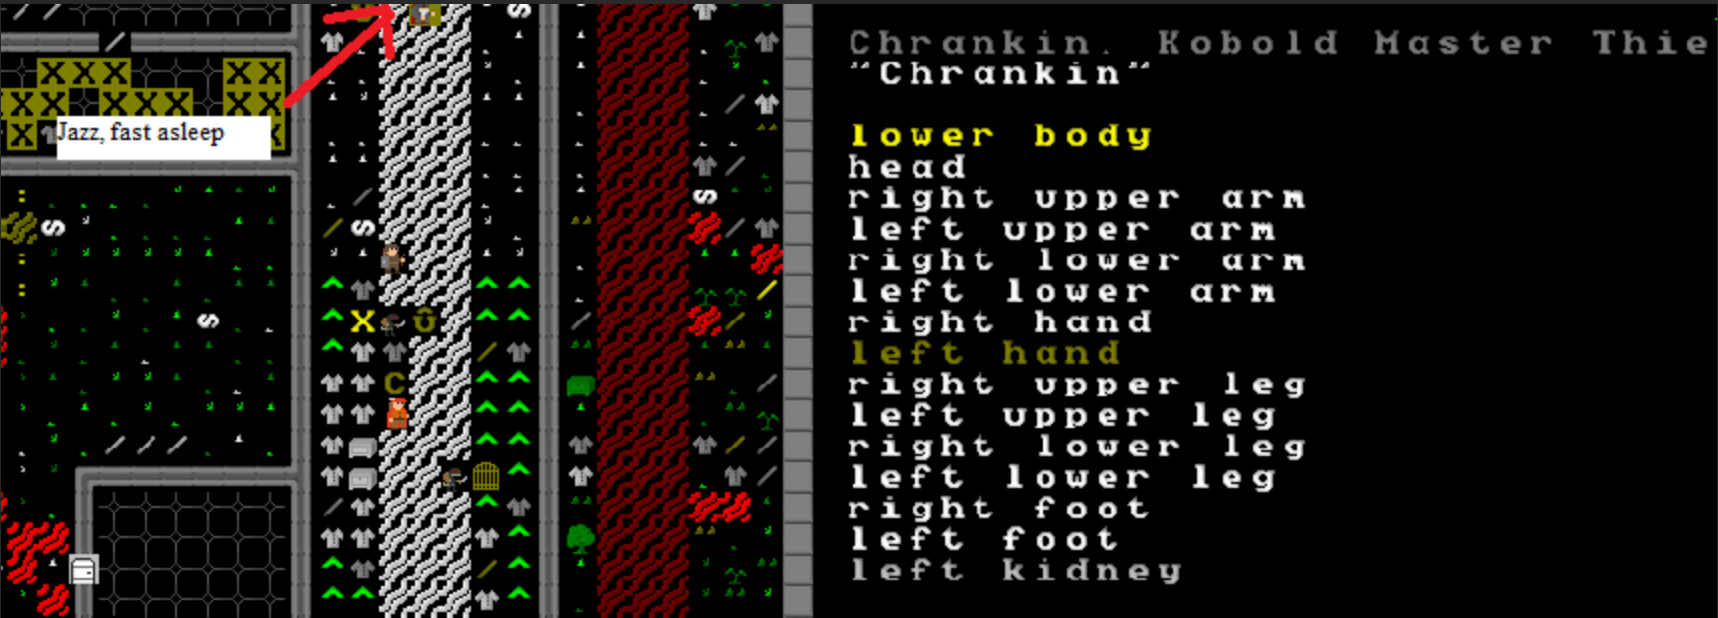 Jazz, fast asleep
Chrankin. Kobold Master Thie
"Chrankin"
lower body
head
right upper arm
left upper arm
right lower arm
left lower arm
right hand
left hand
right upper leg
left upper leg
right lower leg
left lower leg
right foot
left foot
left kidney